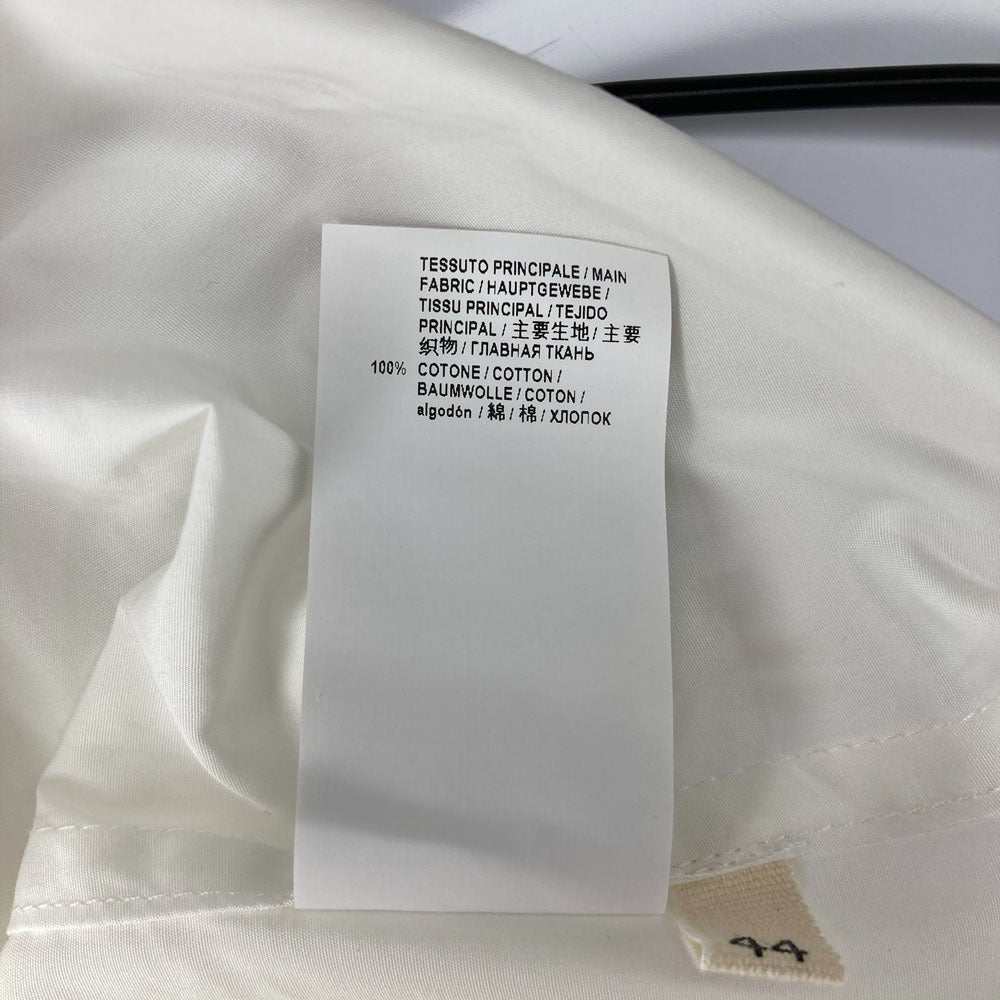 TESSUTO PRINCIPALE / MAIN
FABRIC / HAUPTGEWEBE /
TISSU PRINCIPAL / TEJIDO
PRINCIPAL / 主要生地 / 主要
织物 / ГЛАВНАЯ ТКАНЬ
100% COTONE / COTTON /
BAUMWOLLE / COTON /
algodón / 綿 / 棉 / ХЛОПОК
44